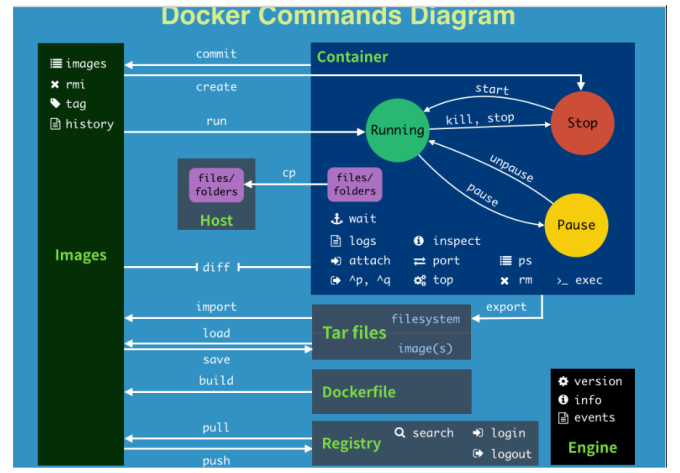 Docker Commands Diagram
commit
create
run
images
rmi
tag
history
Images
Container
Running
start
kill, stop
Stop
unpause
pause
Pause
files/
folders
Host
cp
files/
folders
wait
logs
inspect
attach
port
ps
^p, ^q
top
rm
>_ exec
diff
import
export
filesystem
Tar files
image(s)
load
save
build
Dockerfile
pull
push
Registry
search
login
logout
version
info
events
Engine